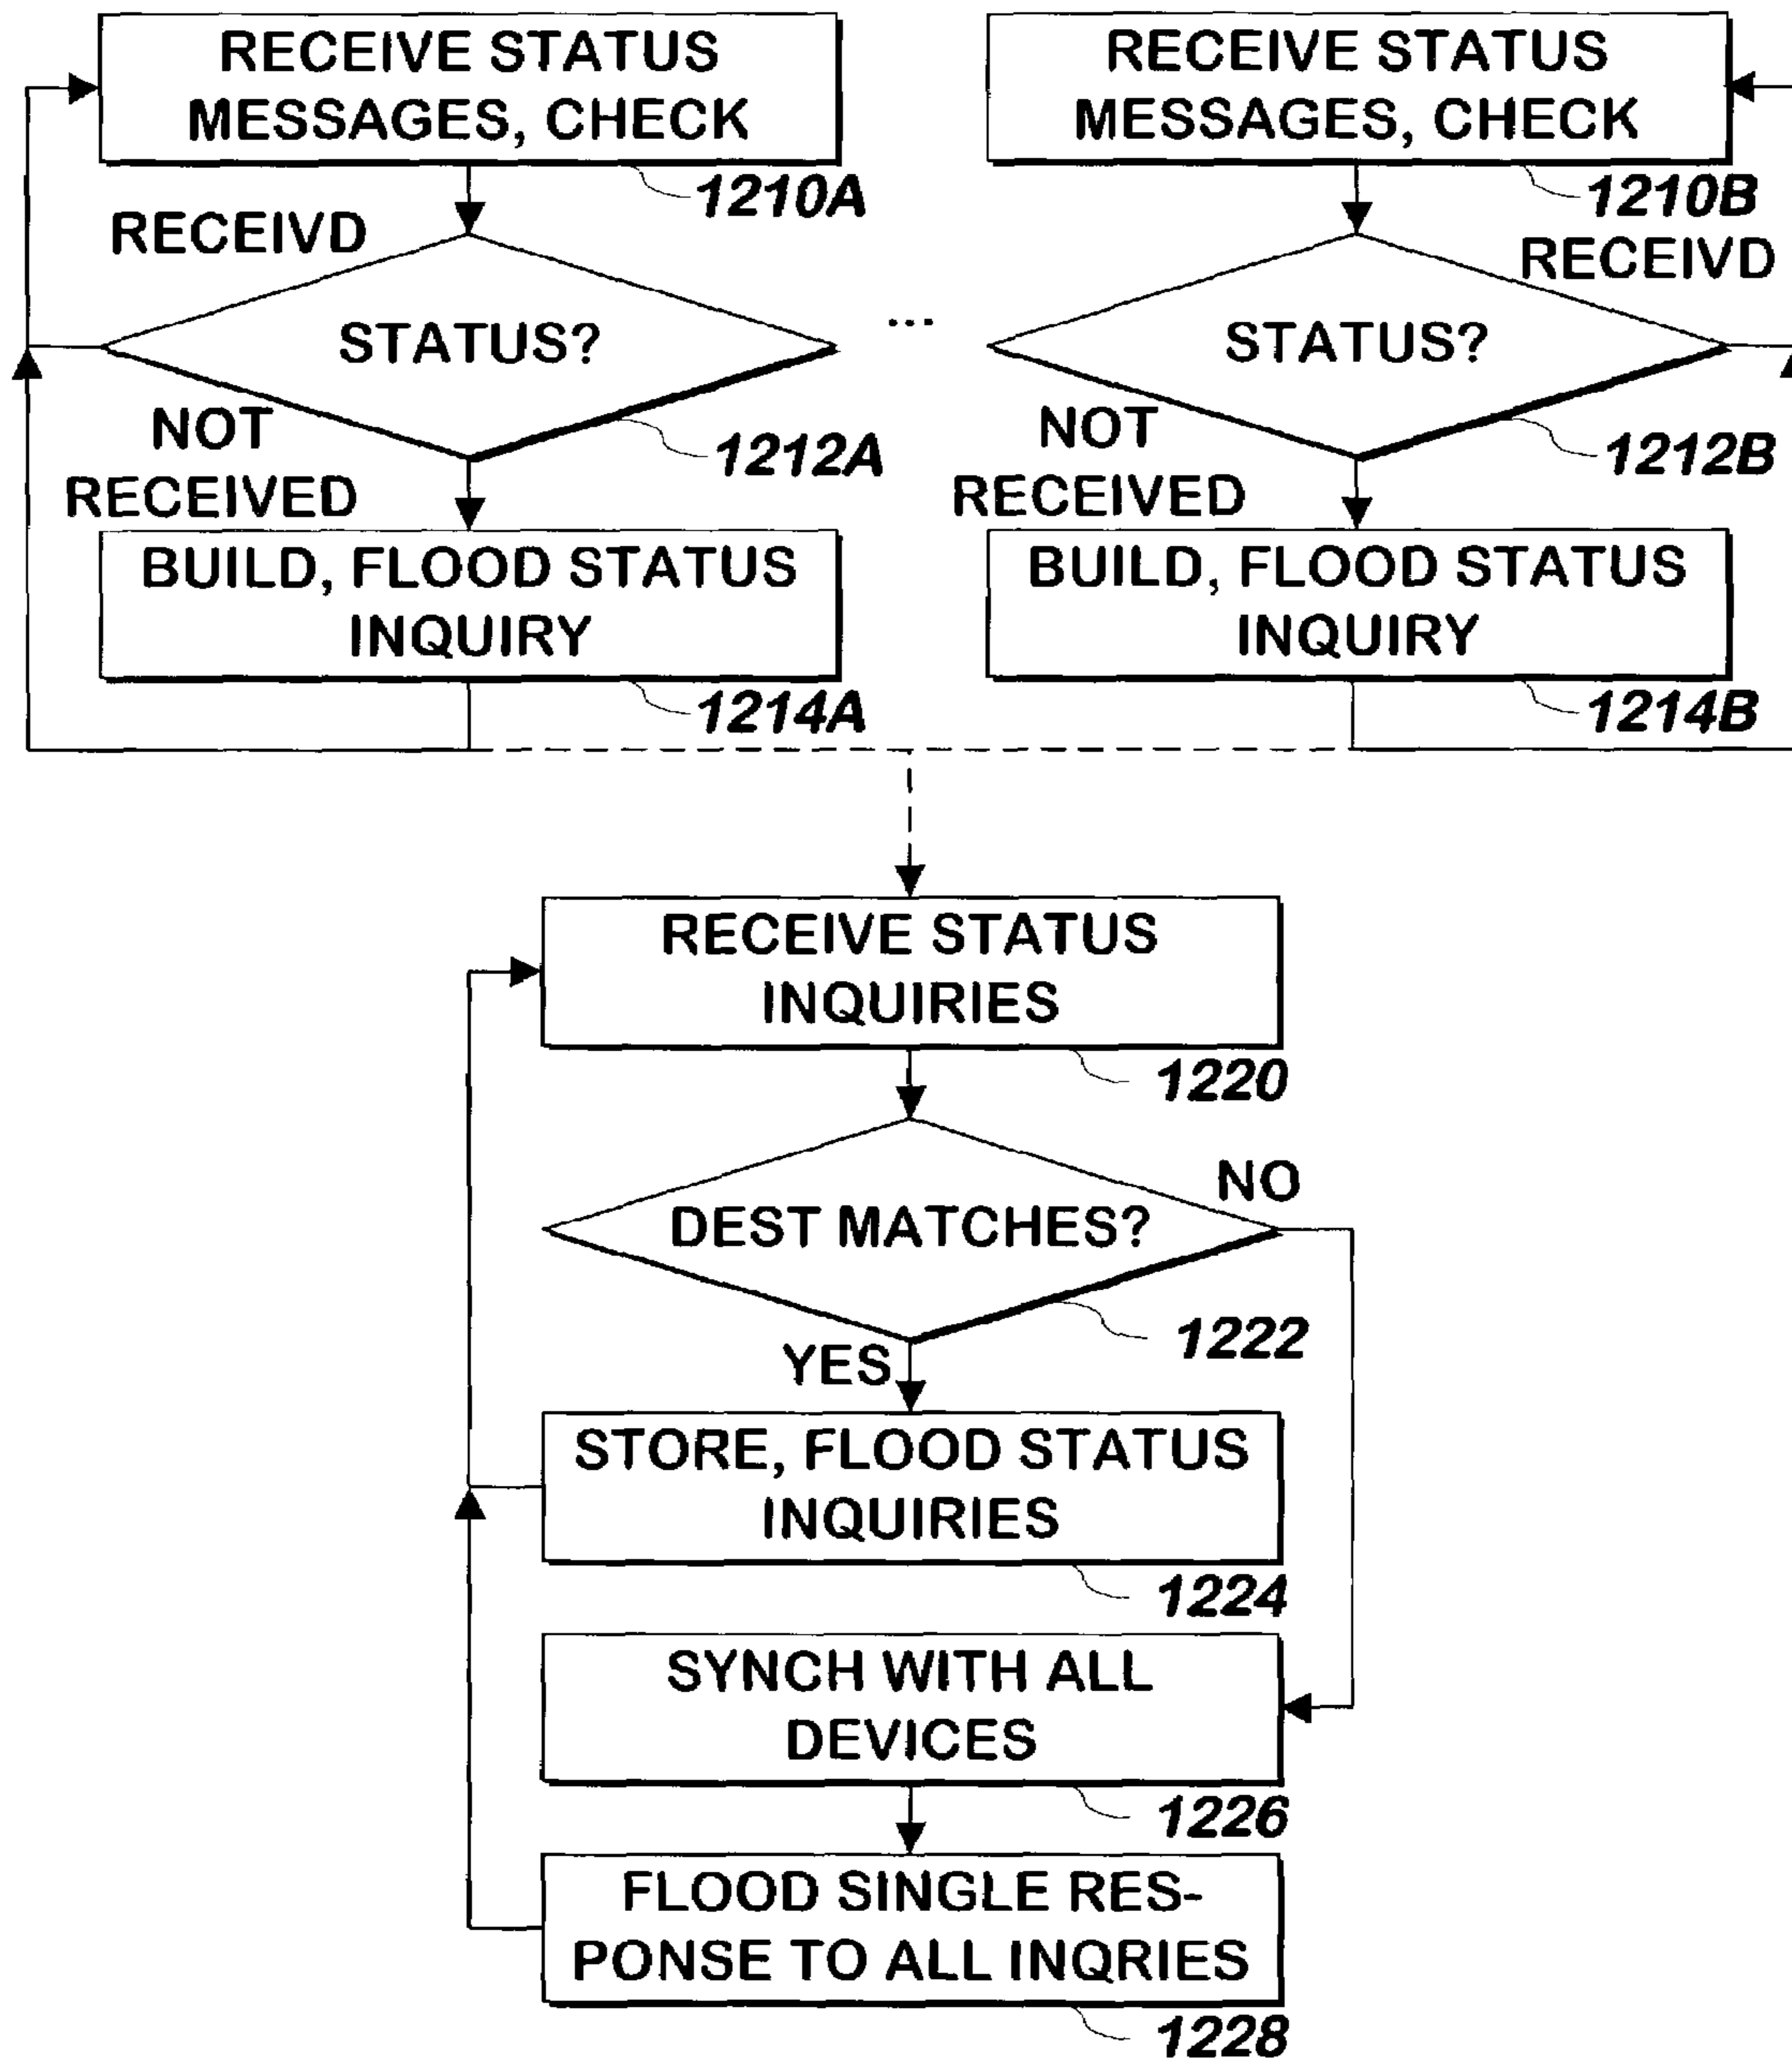 RECEIVE STATUS
MESSAGES, CHECK
1210A
RECEIVD
STATUS?
NOT
RECEIVED
1212A
BUILD, FLOOD STATUS
INQUIRY
1214A
...
RECEIVE STATUS
MESSAGES, CHECK
1210B
RECEIVD
STATUS?
NOT
RECEIVED
1212B
BUILD, FLOOD STATUS
INQUIRY
1214B
RECEIVE STATUS
INQUIRIES
1220
NO
DEST MATCHES?
1222
YES
STORE, FLOOD STATUS
INQUIRIES
1224
SYNCH WITH ALL
DEVICES
1226
FLOOD SINGLE RES-
PONSE TO ALL INQRIES
1228